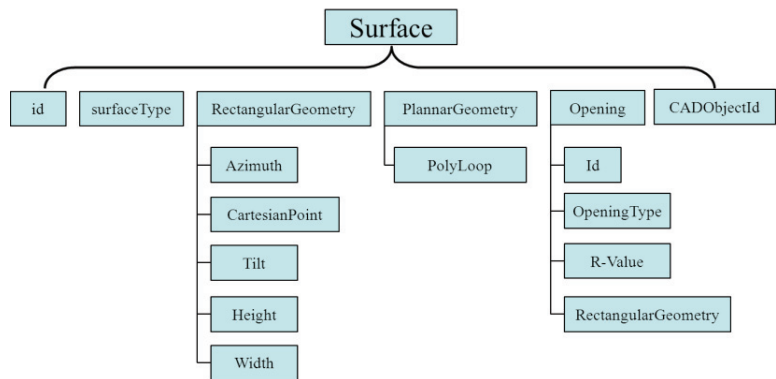 Surface
id
surfaceType
RectangularGeometry
PlannarGeometry
Opening
CADObjectId
Azimuth
CartesianPoint
Tilt
Height
Width
PolyLoop
Id
OpeningType
R-Value
RectangularGeometry